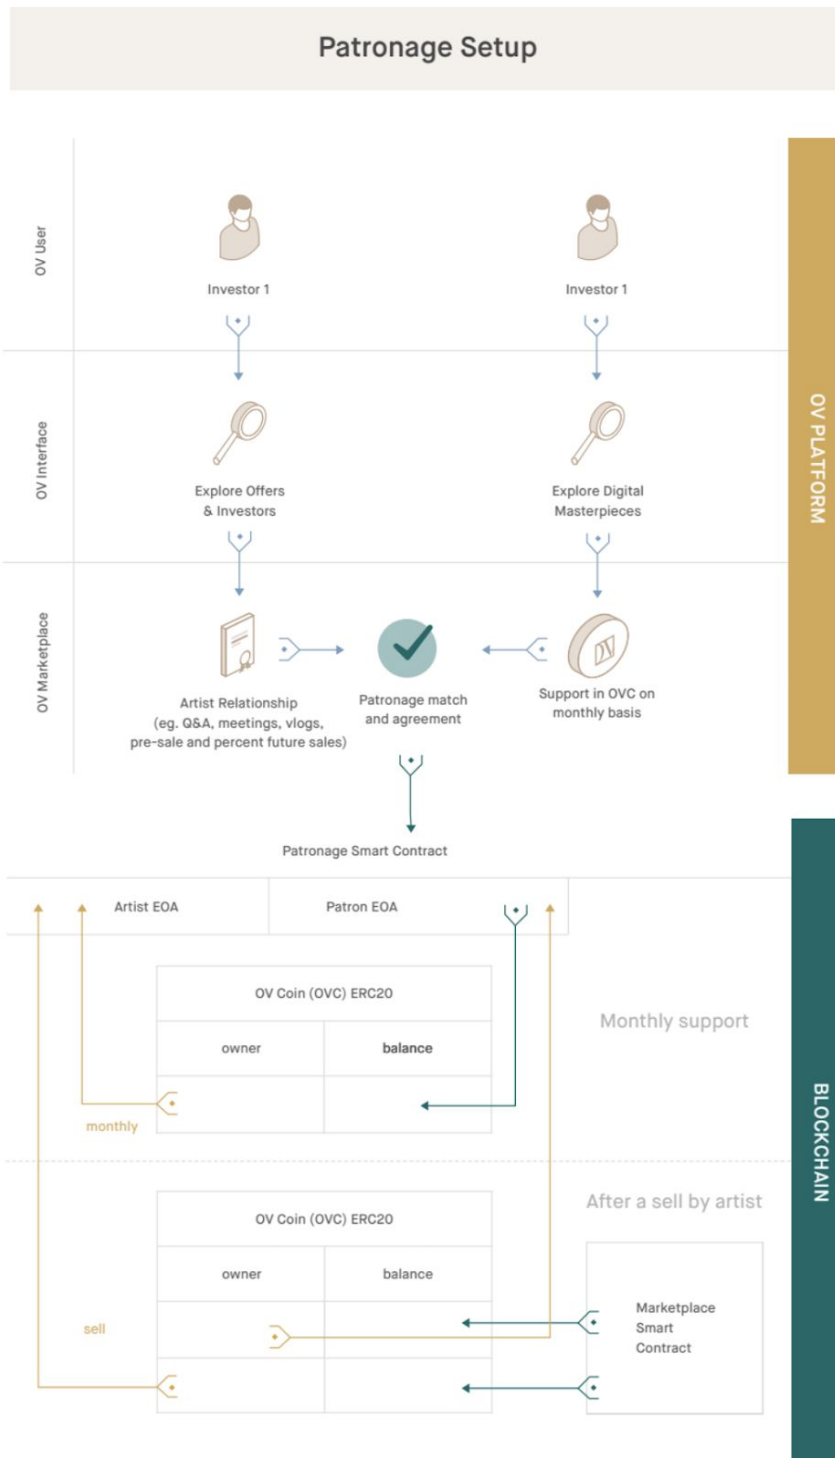 Patronage Setup
OV User
Investor 1
Investor 1
OV PLATFORM
OV Interface
Explore Offers
& Investors
Explore Digital
Masterpieces
OV Marketplace
Artist Relationship
(eg. Q&A, meetings, vlogs,
pre-sale and percent future sales)
Patronage match
and agreement
Support in OVC on
monthly basis
Patronage Smart Contract
Artist EOA
Patron EOA
BLOCKCHAIN
OV Coin (OVC) ERC20
owner
balance
Monthly support
monthly
After a sell by artist
OV Coin (OVC) ERC20
owner
balance
sell
Marketplace
Smart
Contract